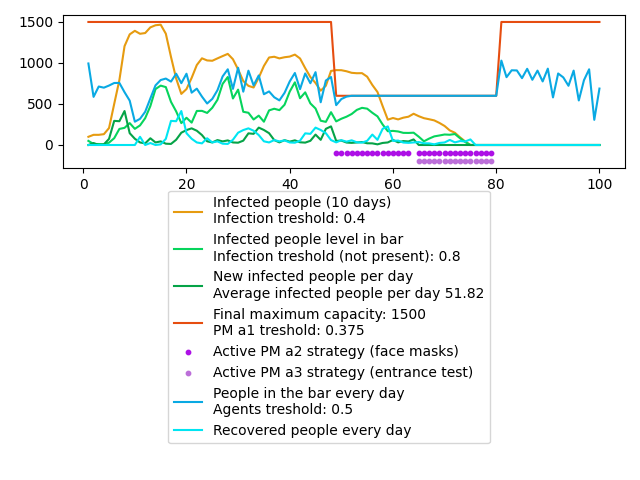 1500
1000
500
0
0
20
40
60
80
100
Infected people (10 days)
Infection treshold: 0.4
Infected people level in bar
Infection treshold (not present): 0.8
New infected people per day
Average infected people per day 51.82
Final maximum capacity: 1500
PM a1 treshold: 0.375
Active PM a2 strategy (face masks)
Active PM a3 strategy (entrance test)
People in the bar every day
Agents treshold: 0.5
Recovered people every day